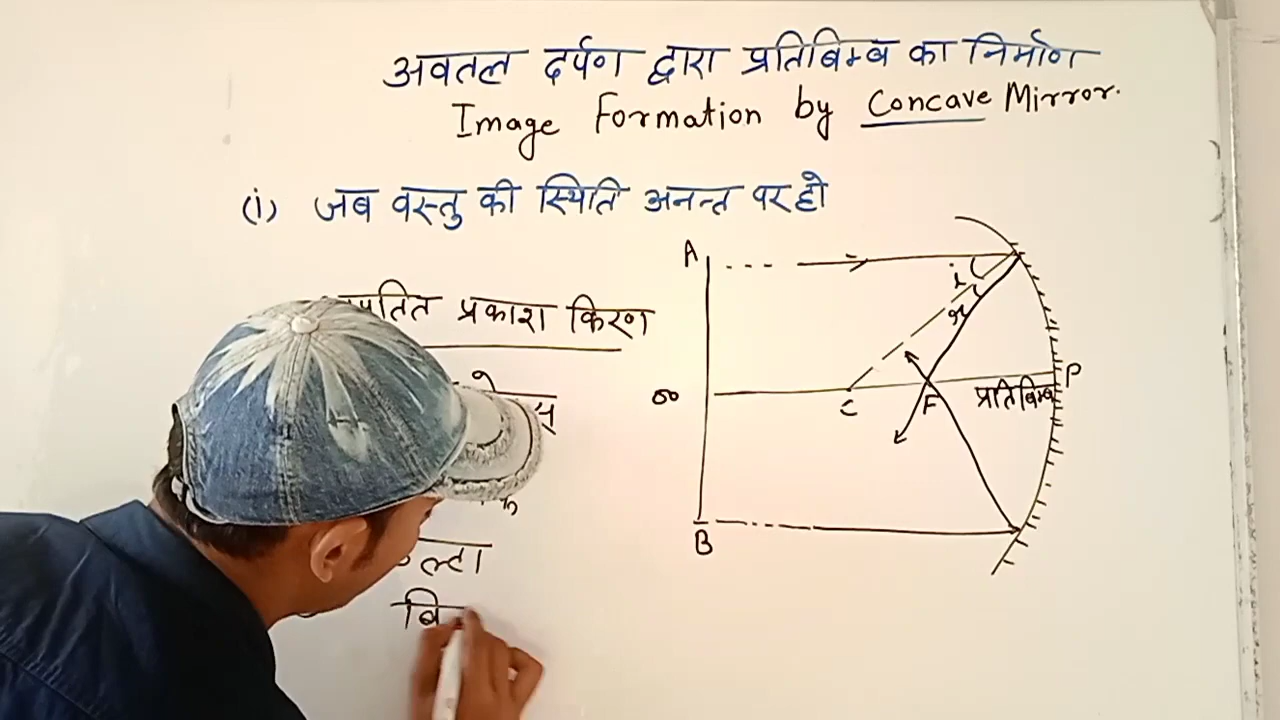 अवतल दर्पण द्वारा प्रतिबिम्ब का निर्माण
Image Formation by Concave Mirror.
(i) जब वस्तु की स्थिति अनन्त पर हो
प्रकाश किरण
A
i
r
∞
C
F
प्रतिबिम्ब
P
B